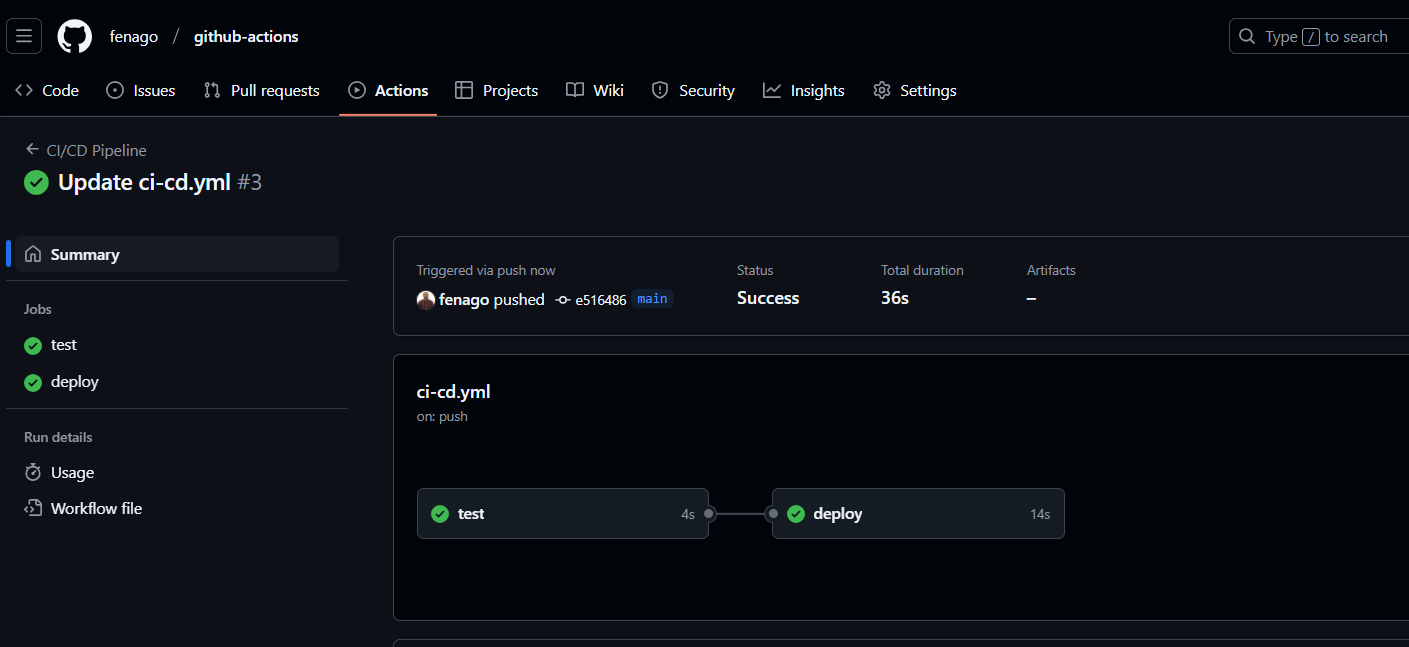 fenago / github-actions
Type / to search
Code Issues Pull requests Actions Projects Wiki Security Insights Settings
CI/CD Pipeline
Update ci-cd.yml #3
Summary
Jobs
test
deploy
Run details
Usage
Workflow file
Triggered via push now
fenago pushed e516486 main
Status
Success
Total duration
36s
Artifacts
–
ci-cd.yml
on: push
test 4s
deploy 14s